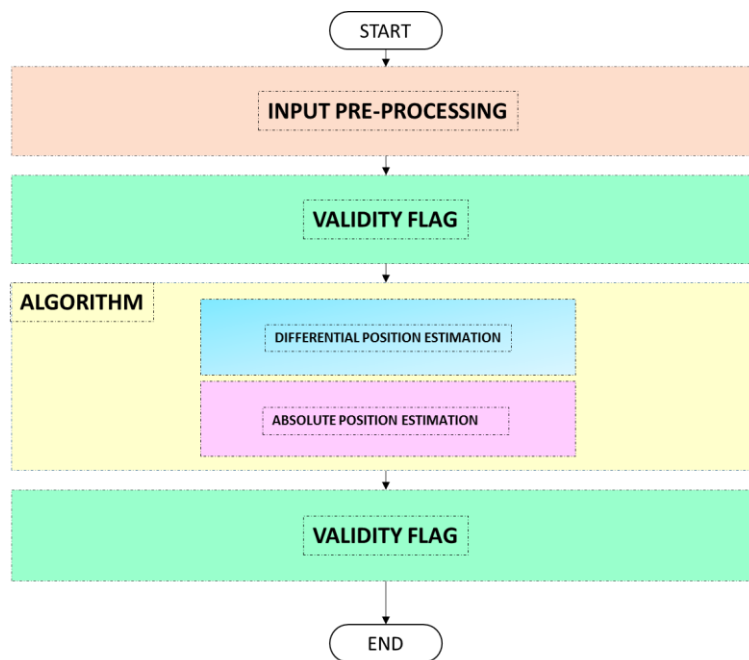 START
INPUT PRE-PROCESSING
VALIDITY FLAG
ALGORITHM
DIFFERENTIAL POSITION ESTIMATION
ABSOLUTE POSITION ESTIMATION
VALIDITY FLAG
END